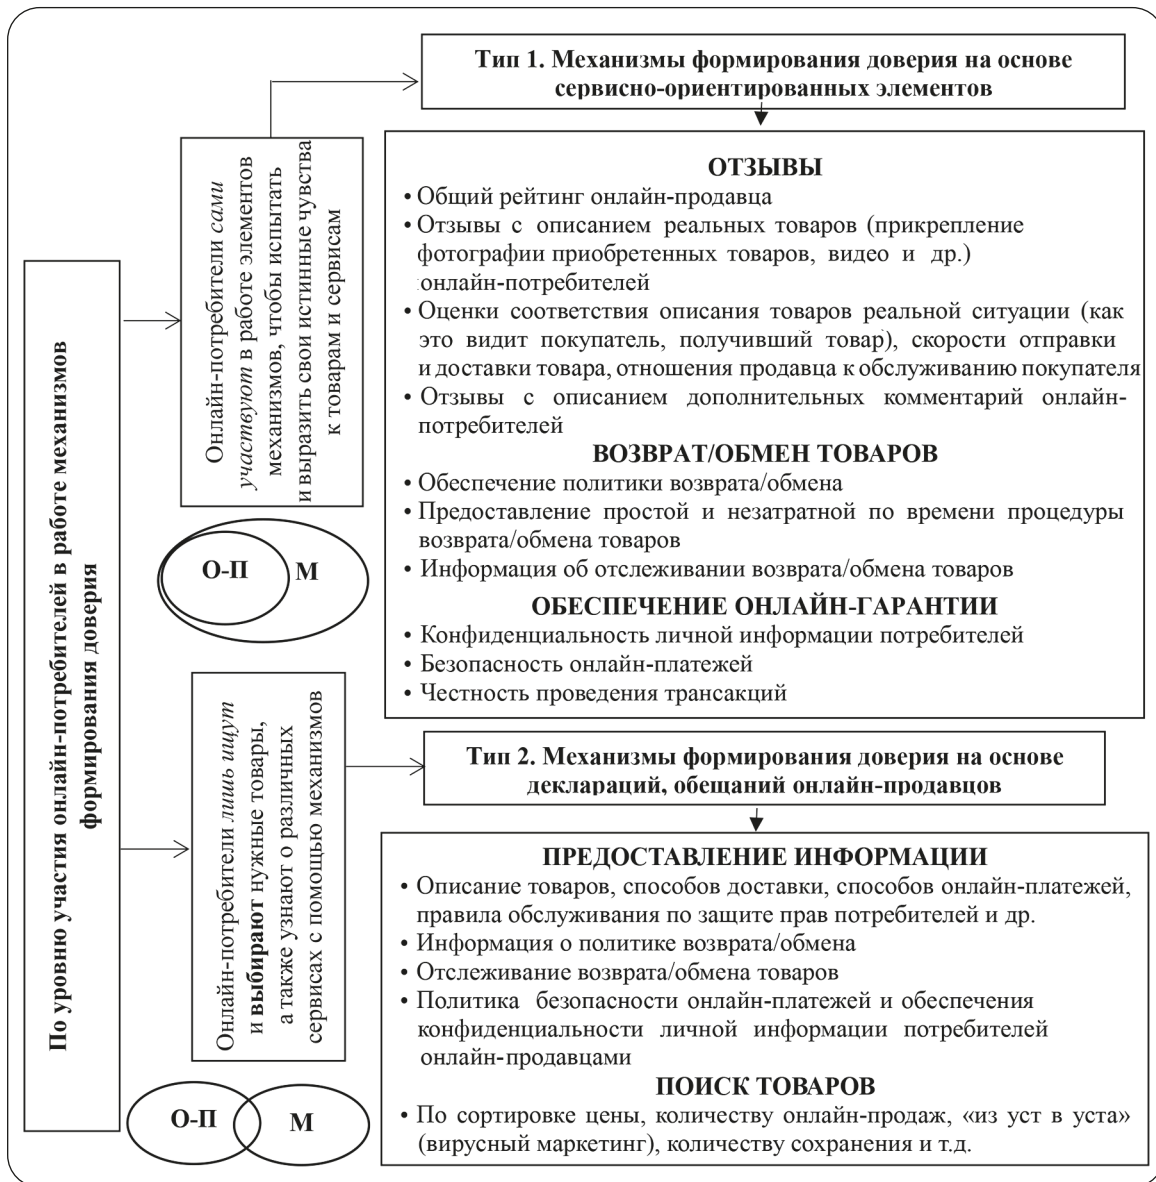 По уровню участия онлайн-потребителей в работе механизмов
формирования доверия
Онлайн-потребители сами
участвуют в работе элементов
механизмов, чтобы испытать
и выразить свои истинные чувства
к товарам и сервисам
О-П
М
Тип 1. Механизмы формирования доверия на основе
сервисно-ориентированных элементов
ОТЗЫВЫ
• Общий рейтинг онлайн-продавца
• Отзывы с описанием реальных товаров (прикрепление
фотографии приобретенных товаров, видео и др.)
онлайн-потребителей
• Оценки соответствия описания товаров реальной ситуации (как
это видит покупатель, получивший товар), скорости отправки
и доставки товара, отношения продавца к обслуживанию покупателя
• Отзывы с описанием дополнительных комментарий онлайн-
потребителей
ВОЗВРАТ/ОБМЕН ТОВАРОВ
• Обеспечение политики возврата/обмена
• Предоставление простой и незатратной по времени процедуры
возврата/обмена товаров
• Информация об отслеживании возврата/обмена товаров
ОБЕСПЕЧЕНИЕ ОНЛАЙН-ГАРАНТИИ
• Конфиденциальность личной информации потребителей
• Безопасность онлайн-платежей
• Честность проведения трансакций
Онлайн-потребители лишь ищут
и выбирают нужные товары,
а также узнают о различных
сервисах с помощью механизмов
О-П
М
Тип 2. Механизмы формирования доверия на основе
деклараций, обещаний онлайн-продавцов
ПРЕДОСТАВЛЕНИЕ ИНФОРМАЦИИ
• Описание товаров, способов доставки, способов онлайн-платежей,
правила обслуживания по защите прав потребителей и др.
• Информация о политике возврата/обмена
• Отслеживание возврата/обмена товаров
• Политика безопасности онлайн-платежей и обеспечения
конфиденциальности личной информации потребителей
онлайн-продавцами
ПОИСК ТОВАРОВ
• По сортировке цены, количеству онлайн-продаж, «из уст в уста»
(вирусный маркетинг), количеству сохранения и т.д.